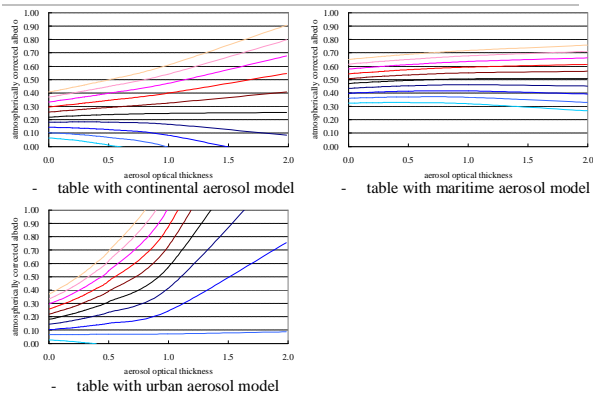 atmospherically corrected albedo
1.00
0.90
0.80
0.70
0.60
0.50
0.40
0.30
0.20
0.10
0.00
0.0 0.5 1.0 1.5 2.0
aerosol optical thickness
- table with continental aerosol model
atmospherically corrected albedo
1.00
0.90
0.80
0.70
0.60
0.50
0.40
0.30
0.20
0.10
0.00
0.0 0.5 1.0 1.5 2.0
aerosol optical thickness
- table with maritime aerosol model
atmospherically corrected albedo
1.00
0.90
0.80
0.70
0.60
0.50
0.40
0.30
0.20
0.10
0.00
0.0 0.5 1.0 1.5 2.0
aerosol optical thickness
- table with urban aerosol model